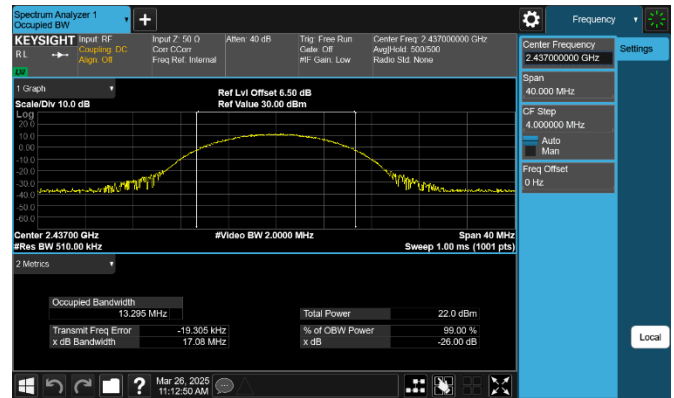 Spectrum Analyzer 1
Occupied BW
Frequency
KEYSIGHT
Input: RF
Input Z: 50 Ω
Atten: 40 dB
Trig: Free Run
Center Freq: 2.437000000 GHz
R L
Coupling: DC
Corr CCorr
Gate: Off
Avg|Hold: 500/500
Align: Off
Freq Ref: Internal
#IF Gain: Low
Radio Std: None
Center Frequency
2.437000000 GHz
Settings
Span
40.000 MHz
CF Step
4.000000 MHz
Auto
Man
Freq Offset
0 Hz
Local
1 Graph
Ref Lvl Offset 6.50 dB
Scale/Div 10.0 dB
Ref Value 30.00 dBm
Log
20.0
10.0
0.00
-10.0
-20.0
-30.0
-40.0
-50.0
-60.0
Center 2.43700 GHz
#Video BW 2.0000 MHz
Span 40 MHz
#Res BW 510.00 kHz
Sweep 1.00 ms (1001 pts)
2 Metrics
Occupied Bandwidth
13.295 MHz
Total Power
22.0 dBm
Transmit Freq Error
-19.305 kHz
% of OBW Power
99.00 %
x dB Bandwidth
17.08 MHz
x dB
-26.00 dB
Mar 26, 2025
11:12:50 AM